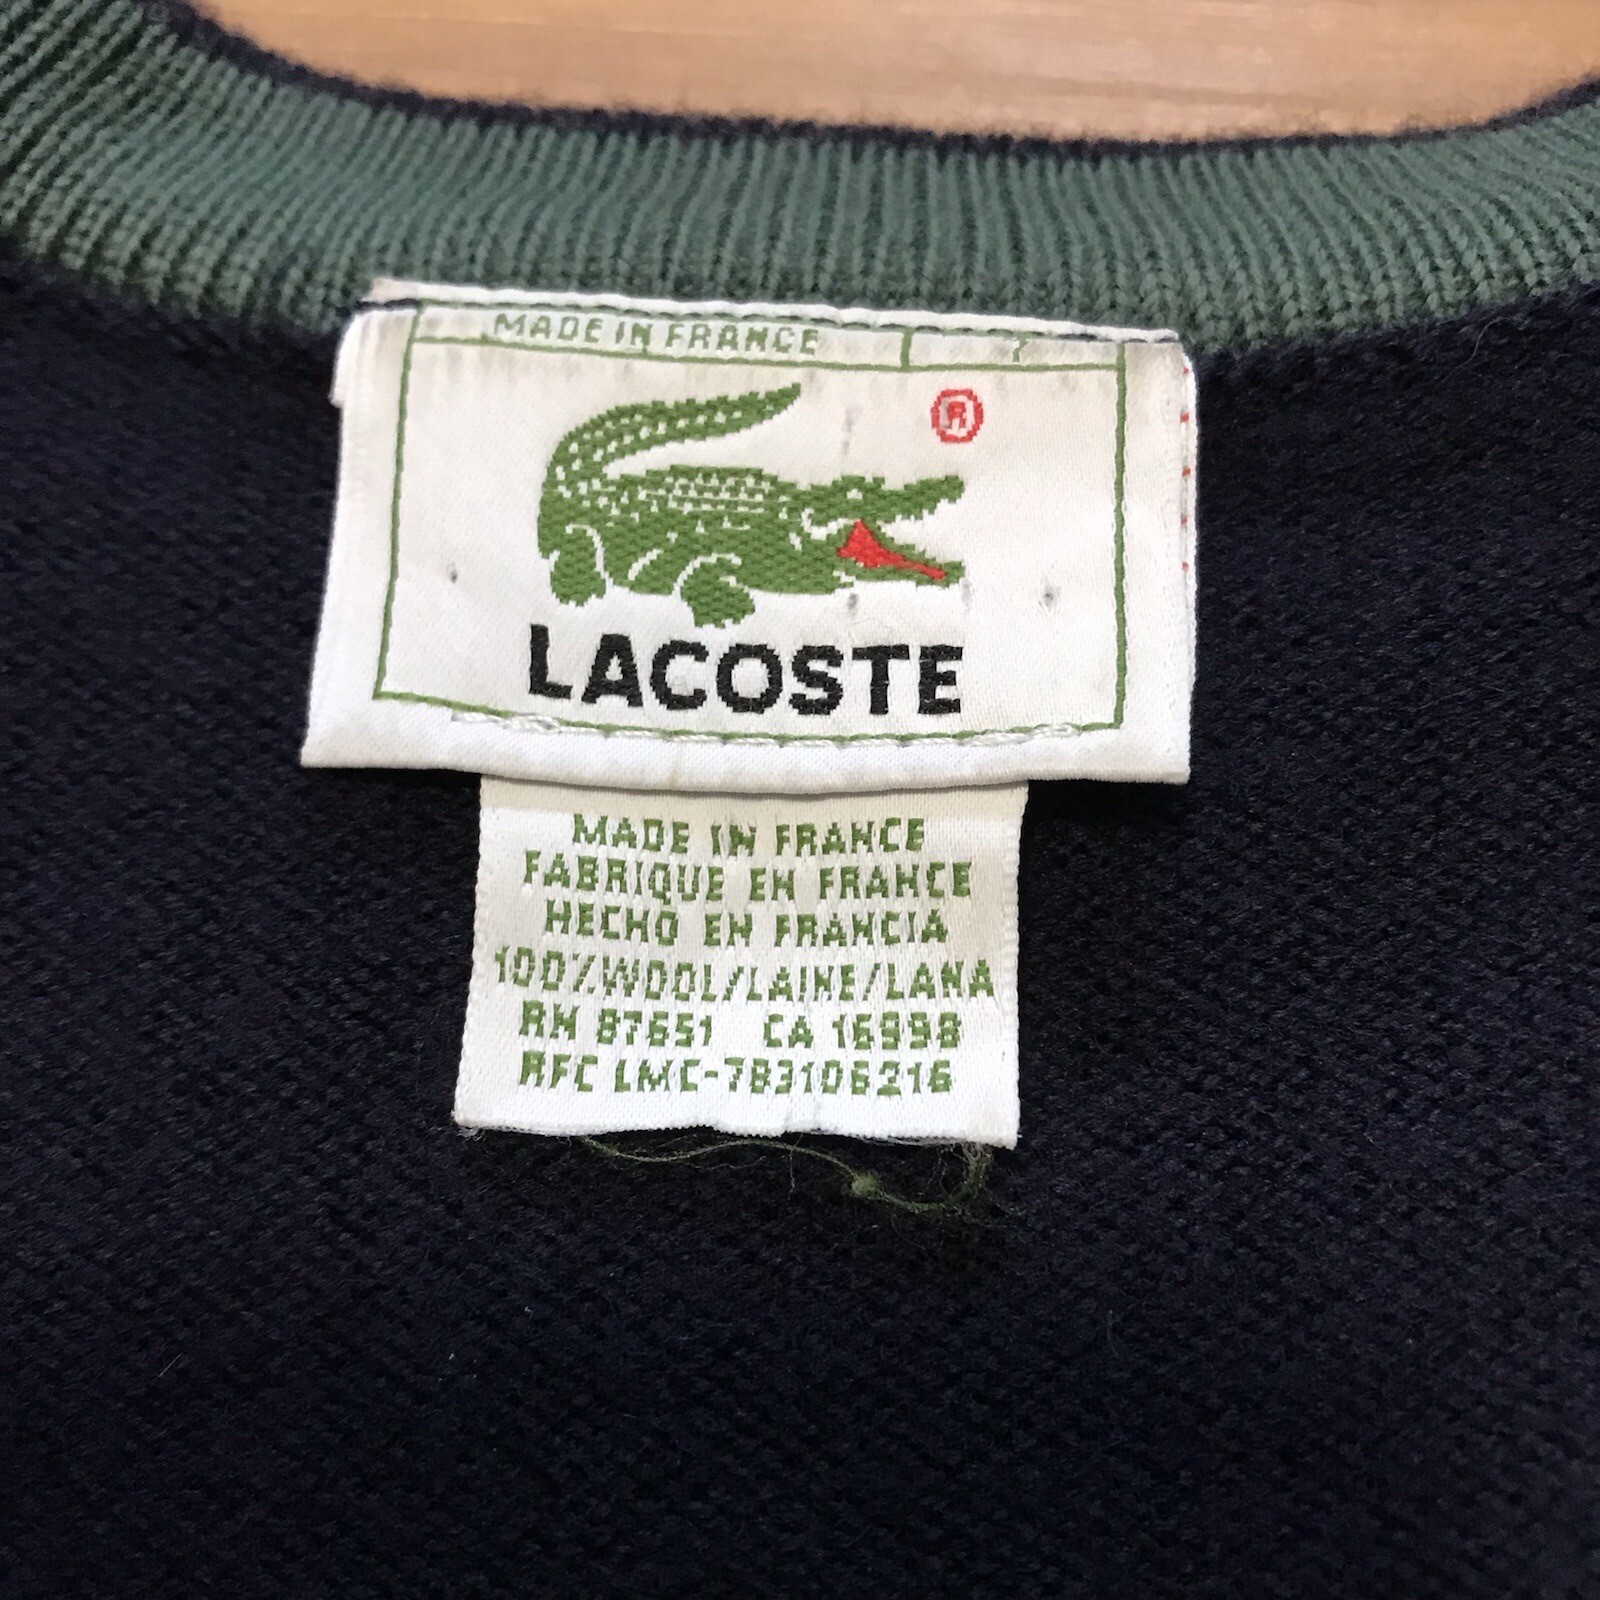 MADE IN FRANCE 7
®
LACOSTE
MADE IN FRANCE
FABRIQUE EN FRANCE
HECHO EN FRANCIA
100% WOOL/LAINE/LANA
RN 87651 CA 16998
RFC LMC-783106216